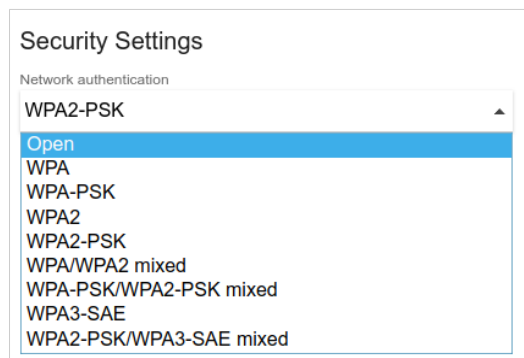 Security Settings
Network authentication
WPA2-PSK
Open
WPA
WPA-PSK
WPA2
WPA2-PSK
WPA/WPA2 mixed
WPA-PSK/WPA2-PSK mixed
WPA3-SAE
WPA2-PSK/WPA3-SAE mixed